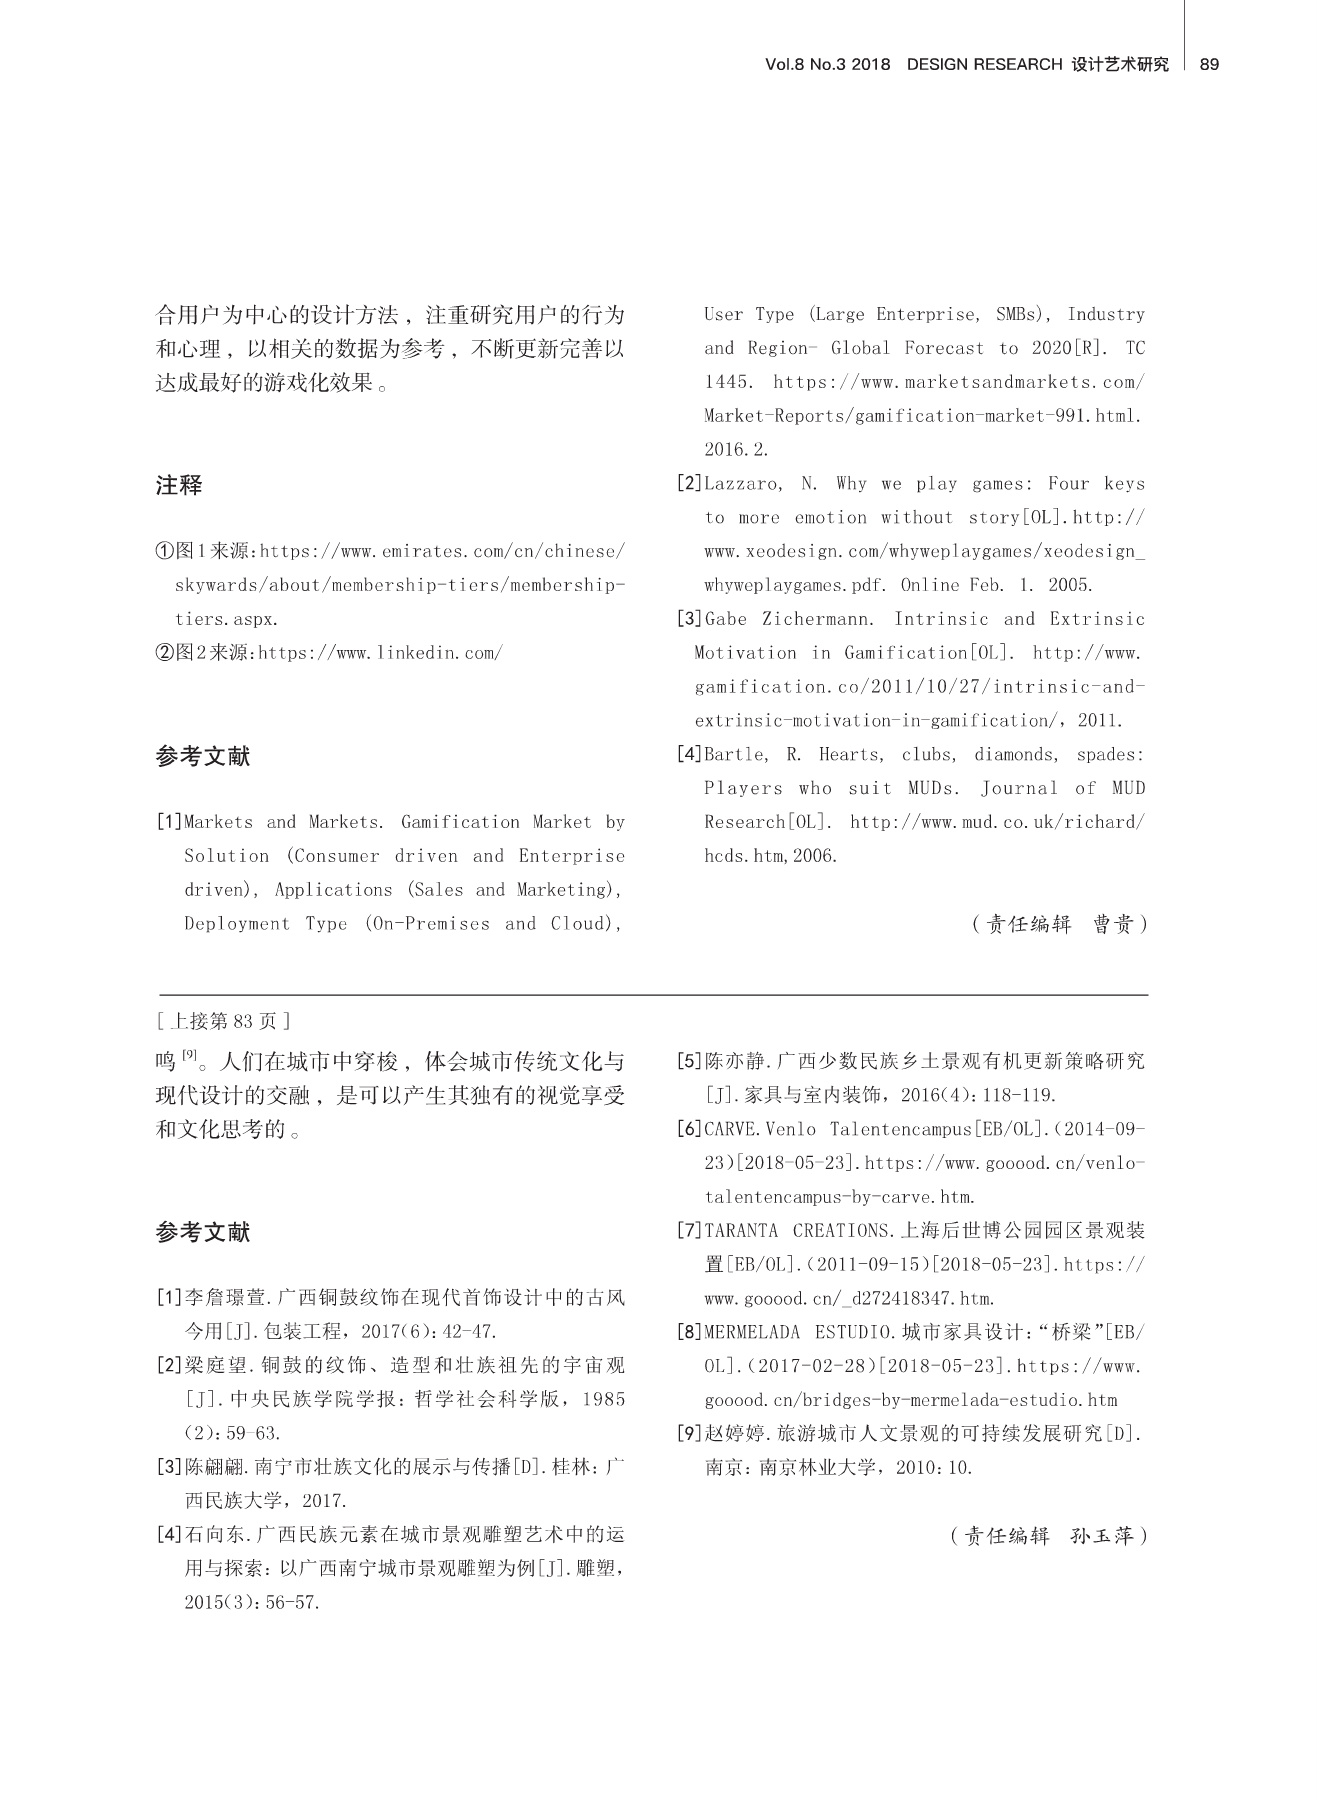 Vol.8 No.3 2018 DESIGN RESEARCH 设计艺术研究 89
合用户为中心的设计方法，注重研究用户的行为
和心理，以相关的数据为参考，不断更新完善以
达成最好的游戏化效果。
注释
①图1来源:https://www.emirates.com/cn/chinese/
skywards/about/membership-tiers/membership-
tiers.aspx.
②图2来源:https://www.linkedin.com/
参考文献
[1]Markets and Markets. Gamification Market by
Solution (Consumer driven and Enterprise
driven), Applications (Sales and Marketing),
Deployment Type (On-Premises and Cloud),
User Type (Large Enterprise, SMBs), Industry
and Region- Global Forecast to 2020[R]. TC
1445. https://www.marketsandmarkets.com/
Market-Reports/gamification-market-991.html.
2016.2.
[2]Lazzaro, N. Why we play games: Four keys
to more emotion without story[OL].http://
www.xeodesign.com/whyweplaygames/xeodesign_
whyweplaygames.pdf. Online Feb. 1. 2005.
[3]Gabe Zichermann. Intrinsic and Extrinsic
Motivation in Gamification[OL]. http://www.
gamification.co/2011/10/27/intrinsic-and-
extrinsic-motivation-in-gamification/, 2011.
[4]Bartle, R. Hearts, clubs, diamonds, spades:
Players who suit MUDs. Journal of MUD
Research[OL]. http://www.mud.co.uk/richard/
hcds.htm,2006.
（责任编辑 曹贵）
[上接第83页]
鸣[9]。人们在城市中穿梭，体会城市传统文化与
现代设计的交融，是可以产生其独有的视觉享受
和文化思考的。
参考文献
[1]李詹璟萱.广西铜鼓纹饰在现代首饰设计中的古风
今用[J].包装工程，2017(6):42-47.
[2]梁庭望.铜鼓的纹饰、造型和壮族祖先的宇宙观
[J].中央民族学院学报：哲学社会科学版，1985
(2):59-63.
[3]陈翩翩.南宁市壮族文化的展示与传播[D].桂林：广
西民族大学，2017.
[4]石向东.广西民族元素在城市景观雕塑艺术中的运
用与探索：以广西南宁城市景观雕塑为例[J].雕塑，
2015(3):56-57.
[5]陈亦静.广西少数民族乡土景观有机更新策略研究
[J].家具与室内装饰，2016(4):118-119.
[6]CARVE.Venlo Talentencampus[EB/OL].(2014-09-
23)[2018-05-23].https://www.gooood.cn/venlo-
talentencampus-by-carve.htm.
[7]TARANTA CREATIONS.上海后世博公园园区景观装
置[EB/OL].(2011-09-15)[2018-05-23].https://
www.gooood.cn/_d272418347.htm.
[8]MERMELADA ESTUDIO.城市家具设计：“桥梁”[EB/
OL].(2017-02-28)[2018-05-23].https://www.
gooood.cn/bridges-by-mermelada-estudio.htm
[9]赵婷婷.旅游城市人文景观的可持续发展研究[D].
南京：南京林业大学，2010:10.
（责任编辑 孙玉萍）